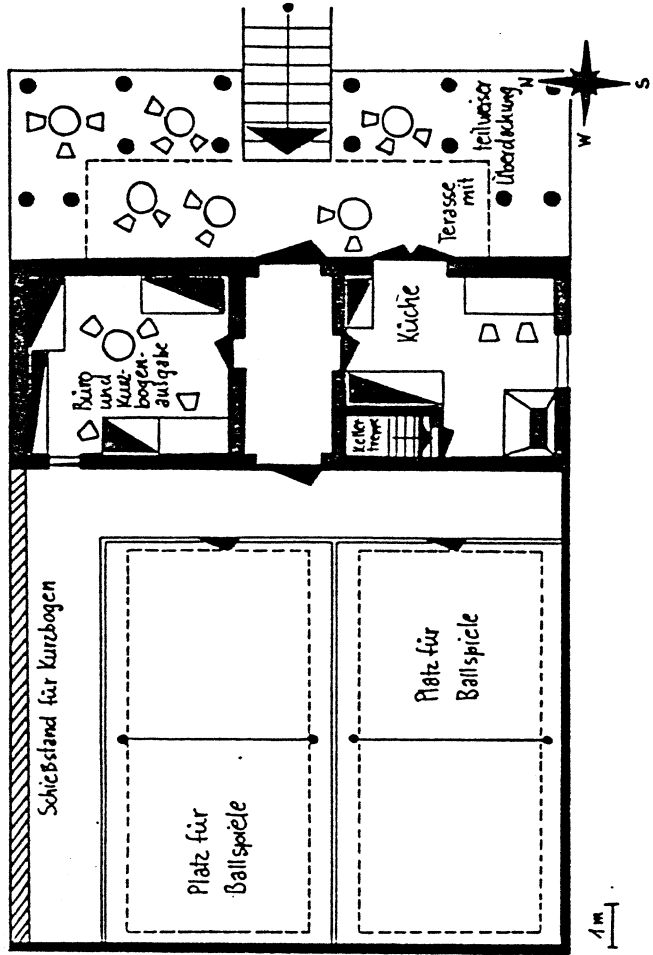 N
S
W
Terasse
mit
teilweiser
Überdachung
Büro
und
Kurz-
bogen-
ausgabe
Küche
Keller
treppe
Schießstand für Kurzbogen
Platz für
Ballspiele
Platz für
Ballspiele
1m